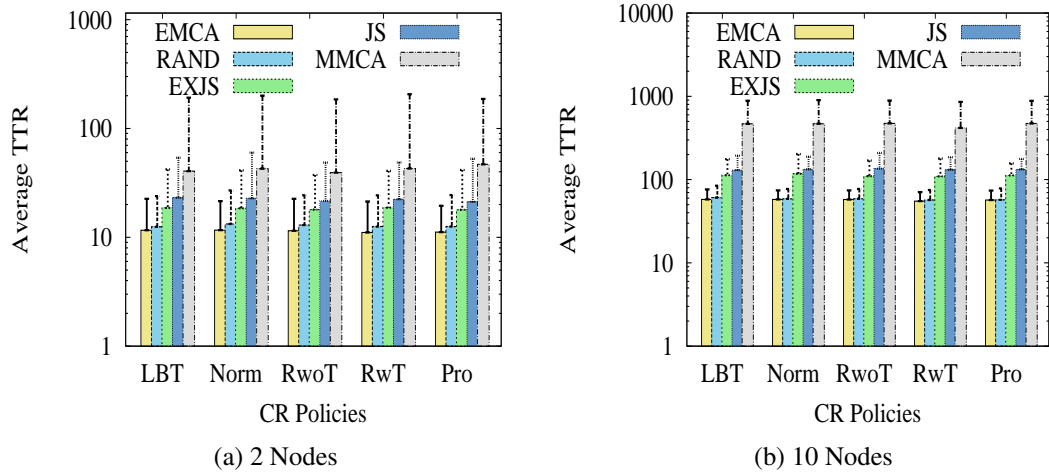 1000
100
10
1
Average TTR
EMCA
RAND
EXJS
JS
MMCA
LBT Norm RwoT RwT Pro
CR Policies
(a) 2 Nodes
10000
1000
100
10
1
Average TTR
EMCA
RAND
EXJS
JS
MMCA
LBT Norm RwoT RwT Pro
CR Policies
(b) 10 Nodes